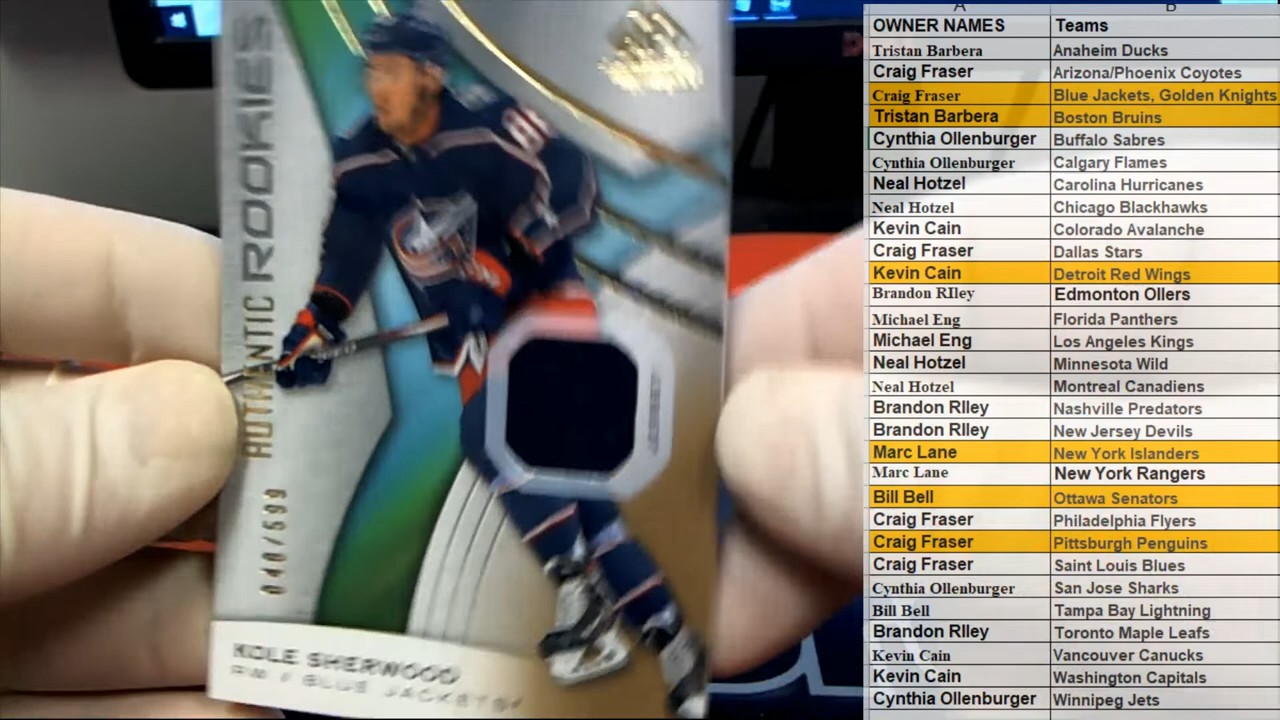 AUTHENTIC ROOKIES
040/599
KOLE SHERWOOD
RW / BLUE JACKETS
A B
OWNER NAMES Teams
Tristan Barbera Anaheim Ducks
Craig Fraser Arizona/Phoenix Coyotes
Craig Fraser Blue Jackets, Golden Knights
Tristan Barbera Boston Bruins
Cynthia Ollenburger Buffalo Sabres
Cynthia Ollenburger Calgary Flames
Neal Hotzel Carolina Hurricanes
Neal Hotzel Chicago Blackhawks
Kevin Cain Colorado Avalanche
Craig Fraser Dallas Stars
Kevin Cain Detroit Red Wings
Brandon RIley Edmonton Ollers
Michael Eng Florida Panthers
Michael Eng Los Angeles Kings
Neal Hotzel Minnesota Wild
Neal Hotzel Montreal Canadiens
Brandon RIley Nashville Predators
Brandon RIley New Jersey Devils
Marc Lane New York Islanders
Marc Lane New York Rangers
Bill Bell Ottawa Senators
Craig Fraser Philadelphia Flyers
Craig Fraser Pittsburgh Penguins
Craig Fraser Saint Louis Blues
Cynthia Ollenburger San Jose Sharks
Bill Bell Tampa Bay Lightning
Brandon RIley Toronto Maple Leafs
Kevin Cain Vancouver Canucks
Kevin Cain Washington Capitals
Cynthia Ollenburger Winnipeg Jets